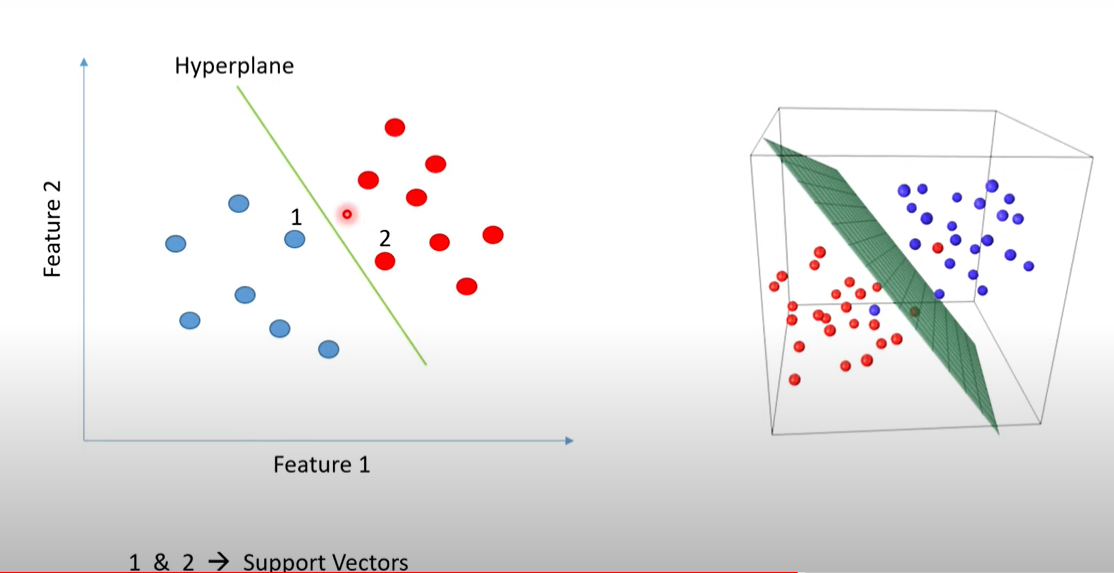 Hyperplane
Feature 2
1
2
Feature 1
1 & 2 → Support Vectors